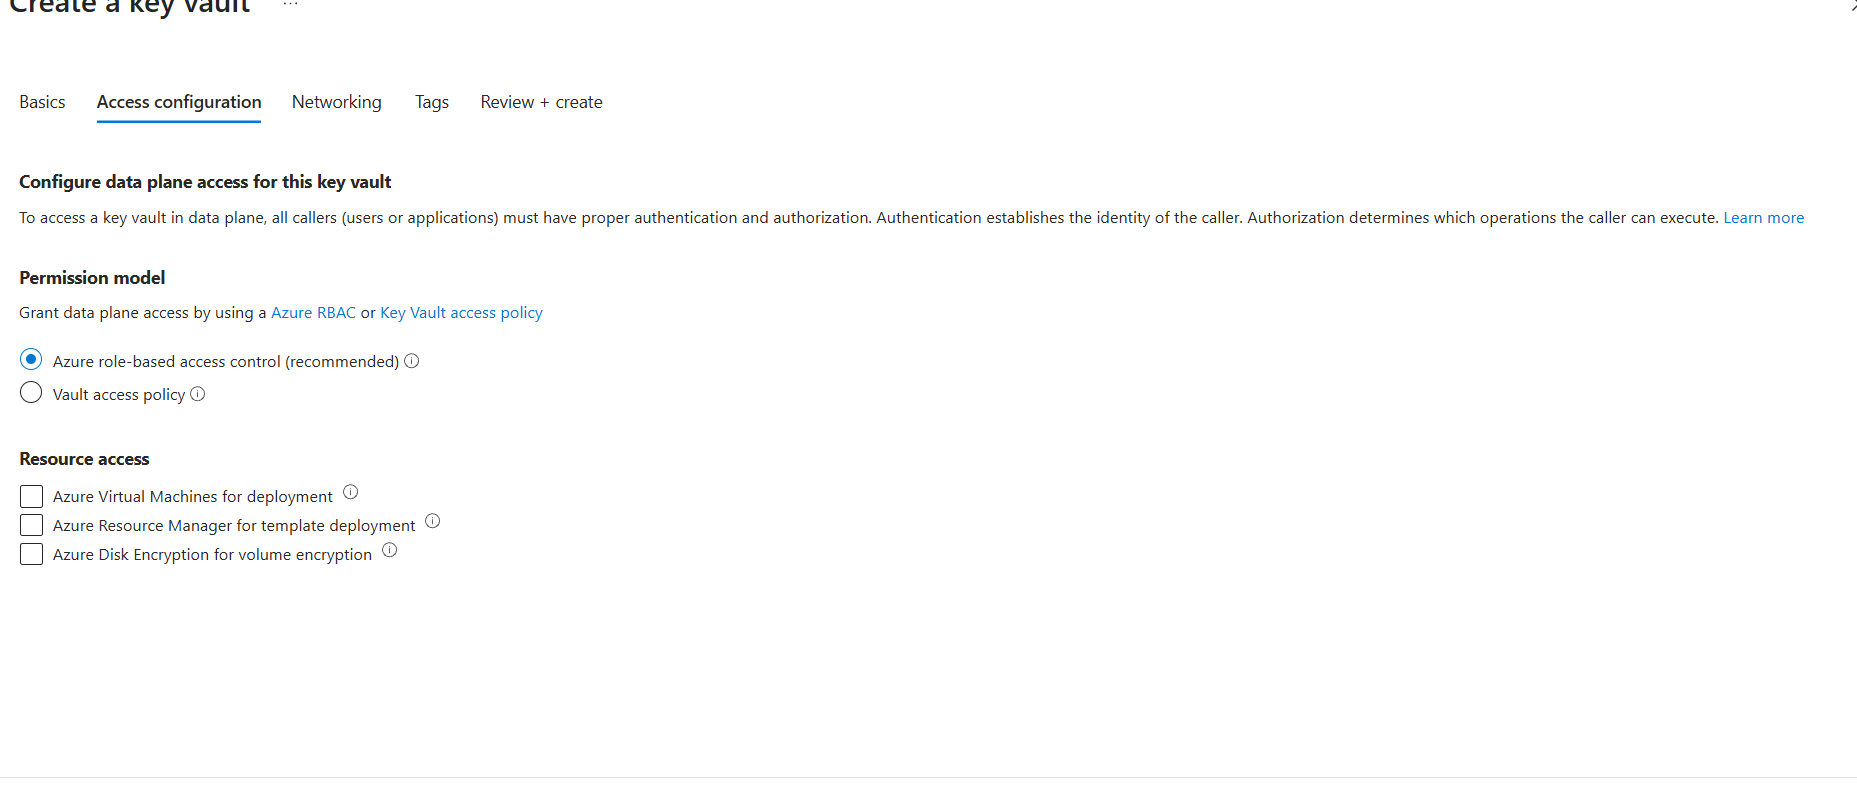 Create a key vault ...
Basics Access configuration Networking Tags Review + create
Configure data plane access for this key vault
To access a key vault in data plane, all callers (users or applications) must have proper authentication and authorization. Authentication establishes the identity of the caller. Authorization determines which operations the caller can execute. Learn more
Permission model
Grant data plane access by using a Azure RBAC or Key Vault access policy
Azure role-based access control (recommended)
Vault access policy
Resource access
Azure Virtual Machines for deployment
Azure Resource Manager for template deployment
Azure Disk Encryption for volume encryption